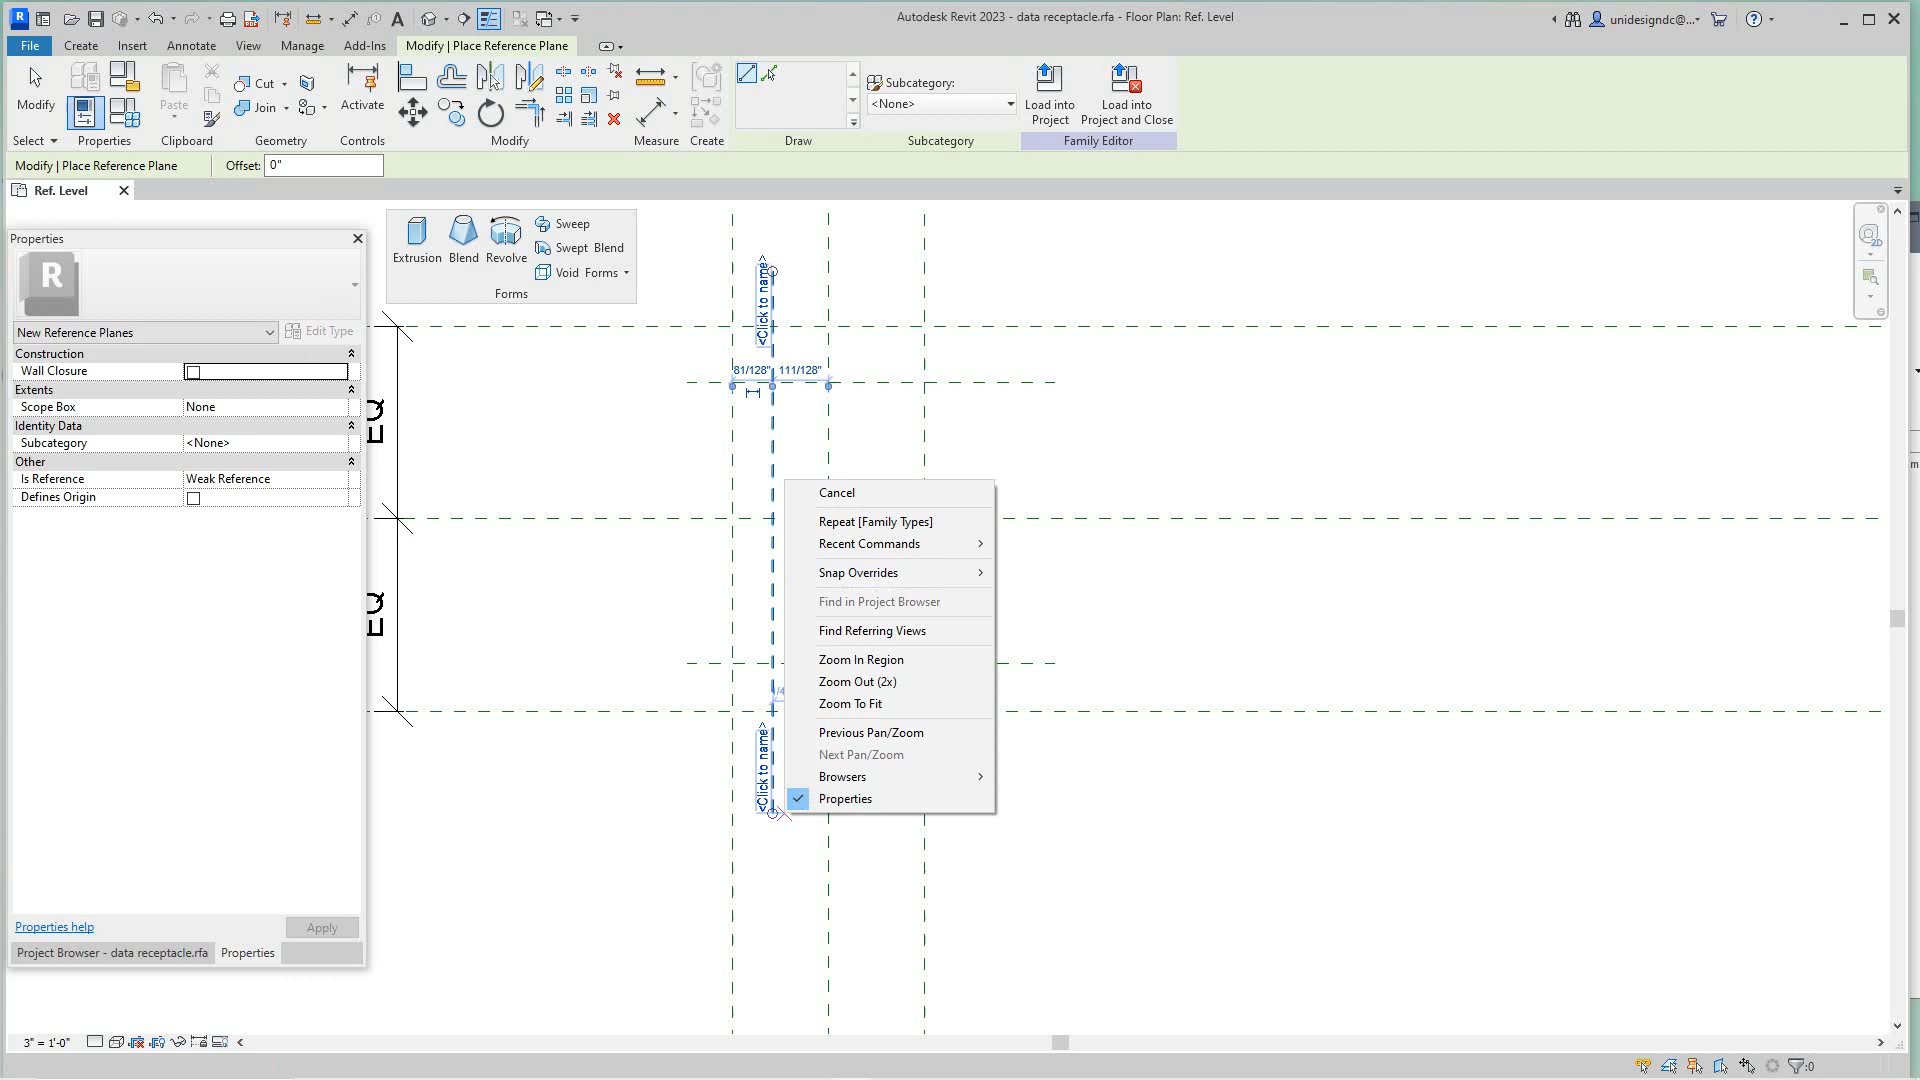 Autodesk Revit 2023 - data receptacle.rfa - Floor Plan: Ref. Level
unidesigndc@...
File Create Insert Annotate View Manage Add-Ins Modify | Place Reference Plane
Modify
Paste
Cut
Join
Activate
Subcategory:
<None>
Load into
Project
Load into
Project and Close
Select Properties Clipboard Geometry Controls Modify Measure Create Draw Subcategory Family Editor
Modify | Place Reference Plane Offset: 0"
Ref. Level
Properties
R
New Reference Planes
Edit Type
Construction
Wall Closure
Extents
Scope Box None
Identity Data
Subcategory <None>
Other
Is Reference Weak Reference
Defines Origin
Properties help
Apply
Project Browser - data receptacle.rfa
Properties
Extrusion
Blend
Revolve
Sweep
Swept Blend
Void Forms
Forms
<Click to name>
81/128"
111/128"
EQ
EQ
<Click to name>
Cancel
Repeat [Family Types]
Recent Commands
Snap Overrides
Find in Project Browser
Find Referring Views
Zoom In Region
Zoom Out (2x)
Zoom To Fit
Previous Pan/Zoom
Next Pan/Zoom
Browsers
Properties
2D
3" = 1'-0"
:0